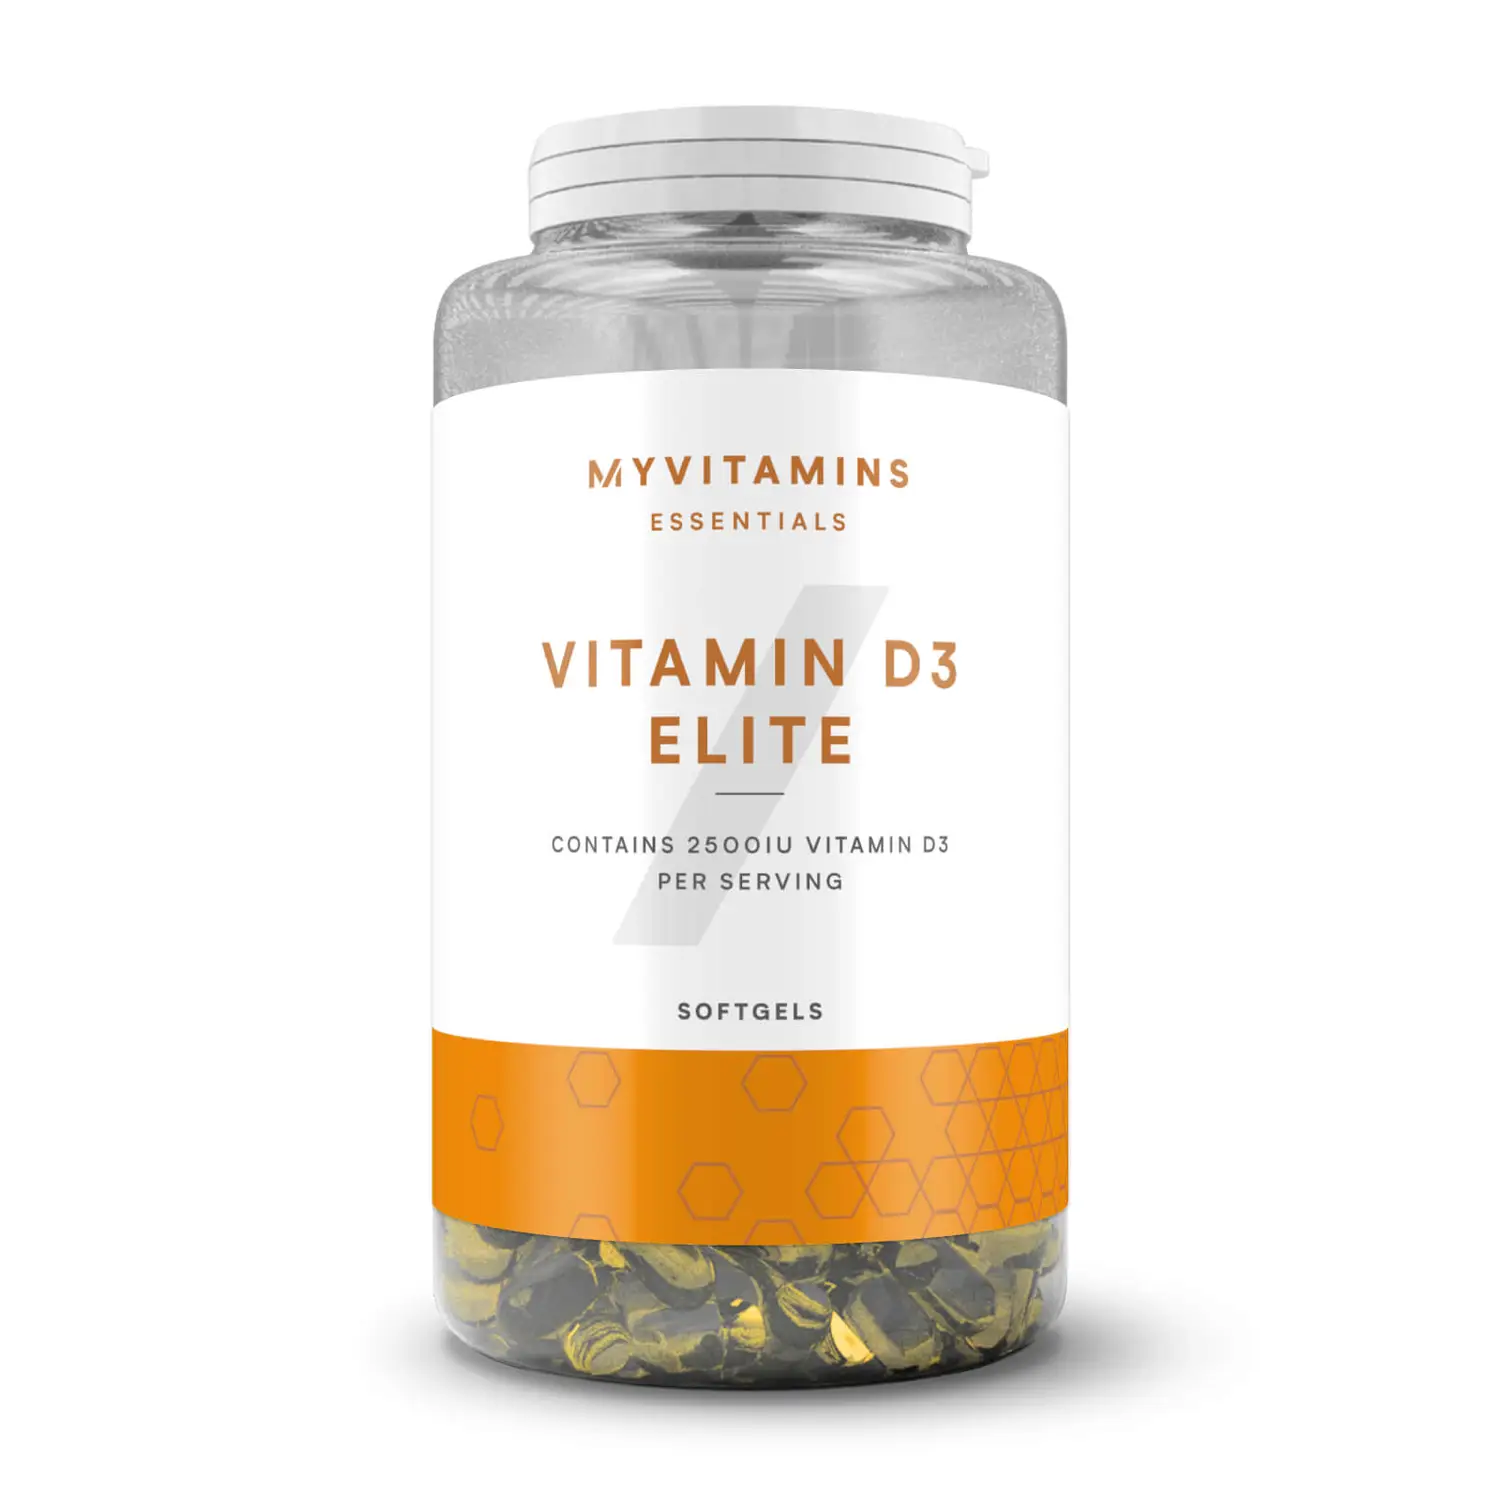 MYVITAMINS
ESSENTIALS
VITAMIN D3
ELITE
CONTAINS 2500IU VITAMIN D3
PER SERVING
SOFTGELS